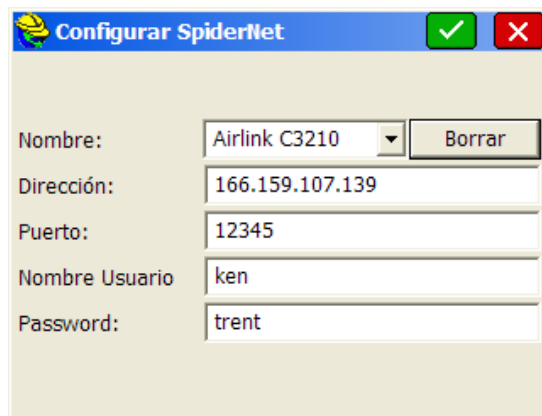 Configurar SpiderNet
Nombre: Airlink C3210 Borrar
Dirección: 166.159.107.139
Puerto: 12345
Nombre Usuario ken
Password: trent